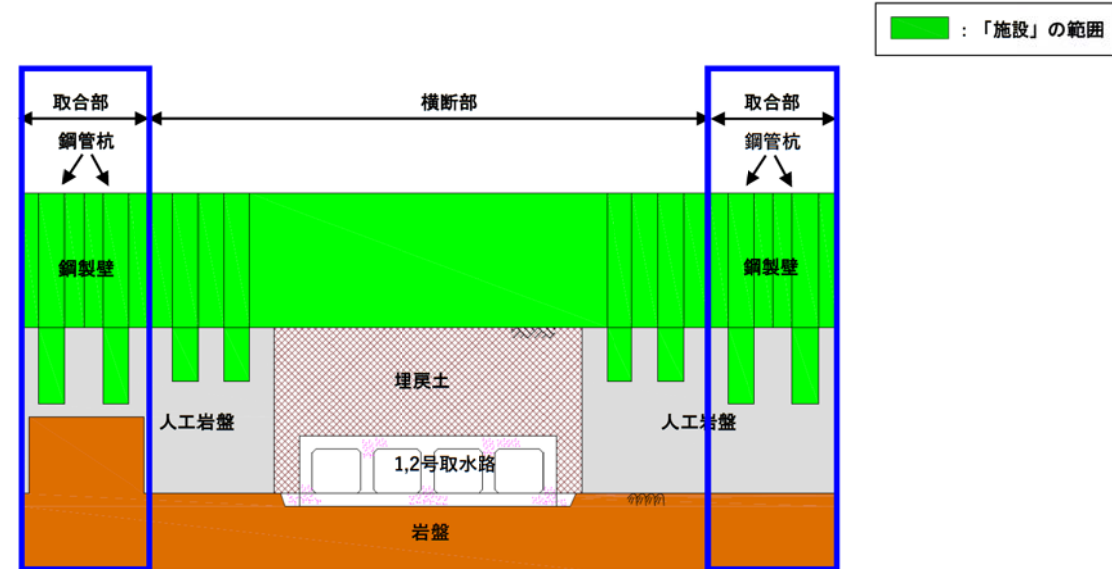 ：「施設」の範囲
取合部
横断部
取合部
鋼管杭
鋼管杭
鋼製壁
鋼製壁
埋戻土
人工岩盤
人工岩盤
1,2号取水路
岩盤